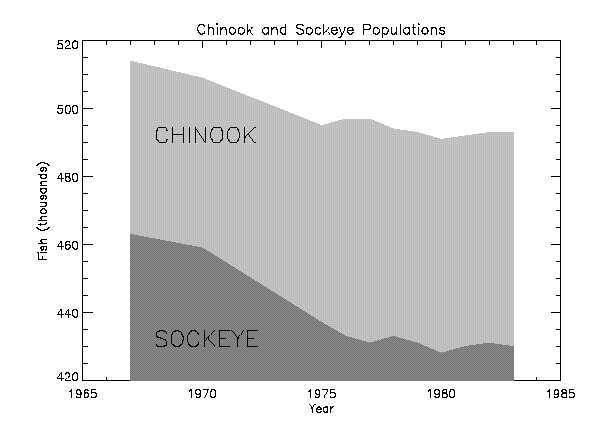 Chinook and Sockeye Populations
520
500
480
460
440
420
Fish (thousands)
CHINOOK
SOCKEYE
1965 1970 1975 1980 1985
Year